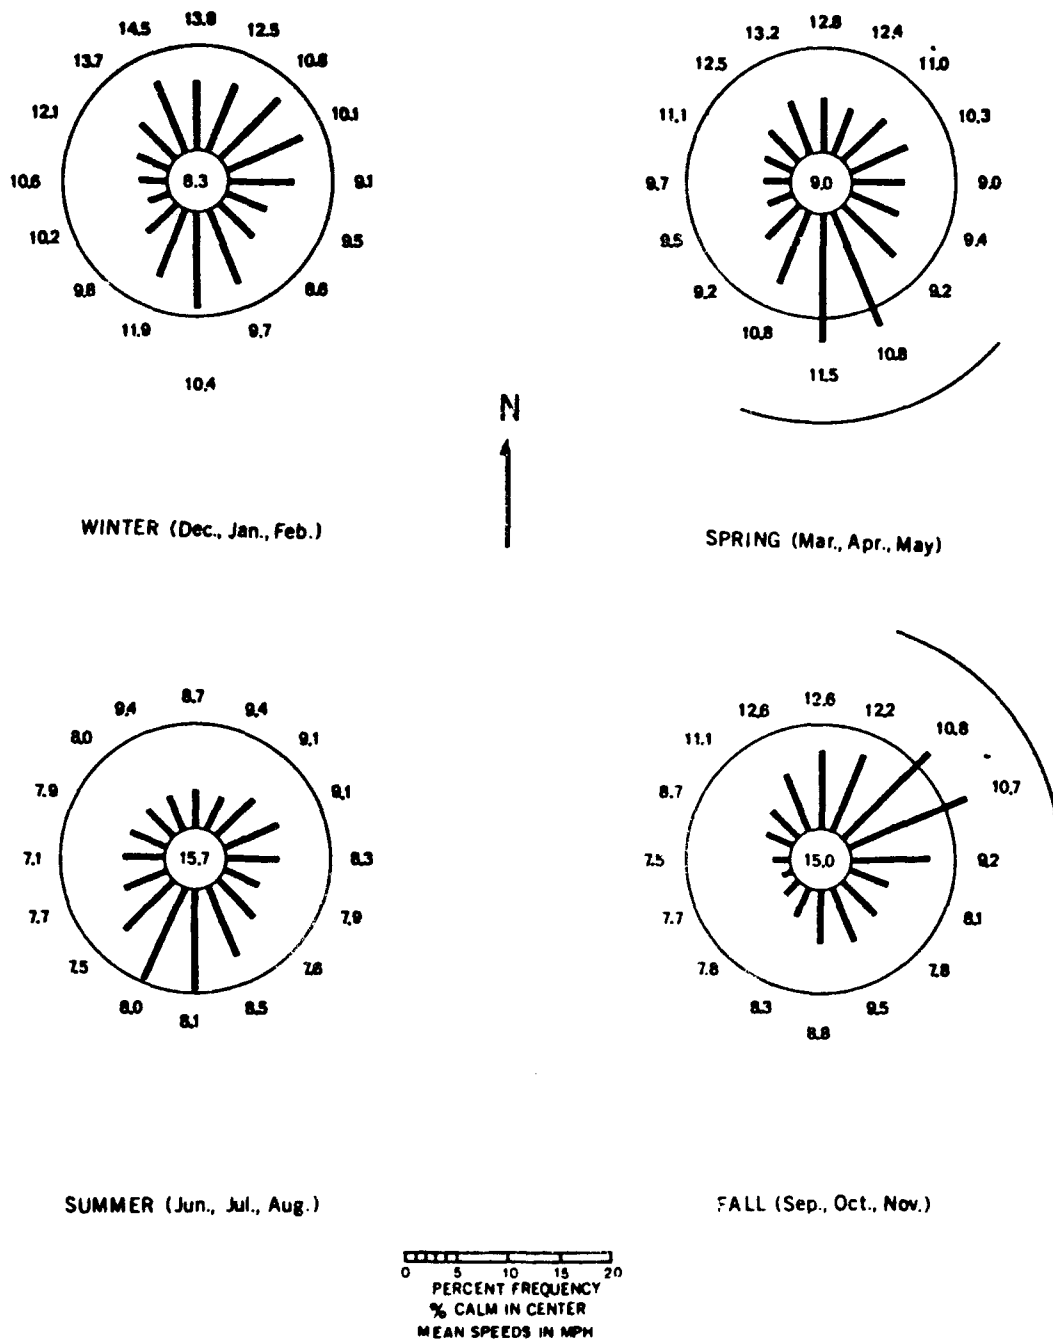 13.8
14.5 12.5
13.7 10.6
12.1 10.1
10.6 8.3 9.1
10.2 9.5
9.8 8.6
11.9 9.7
10.4
12.8
13.2 12.4
12.5 11.0
11.1 10.3
9.7 9.0 9.0
9.5 9.4
9.2 9.2
10.8 10.8
11.5
N
WINTER (Dec., Jan., Feb.)
SPRING (Mar., Apr., May)
8.7
9.4 9.4
8.0 9.1
7.9 9.1
7.1 15.7 8.3
7.7 7.9
7.5 7.6
8.0 8.5
8.1
12.6
12.6 12.2
11.1 10.8
8.7 10.7
7.5 15.0 9.2
7.7 8.1
7.8 7.8
8.3 9.5
8.8
SUMMER (Jun., Jul., Aug.)
FALL (Sep., Oct., Nov.)
0 5 10 15 20
PERCENT FREQUENCY
% CALM IN CENTER
MEAN SPEEDS IN MPH